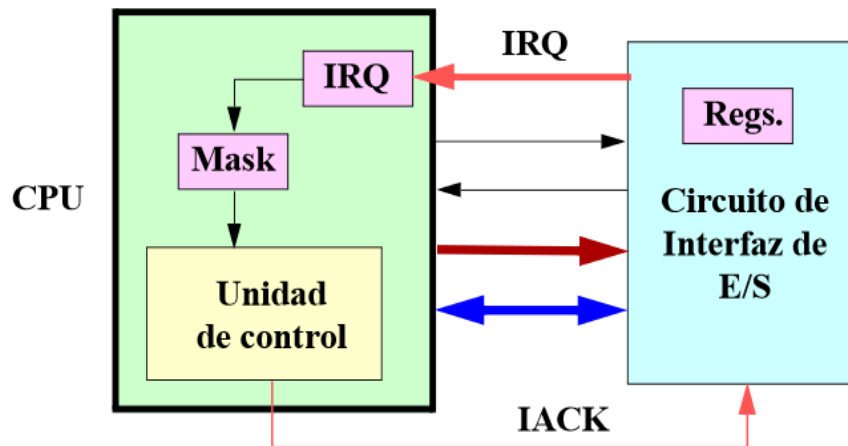 IRQ
IRQ
Regs.
Mask
CPU
Circuito de
Interfaz de
E/S
Unidad
de control
IACK